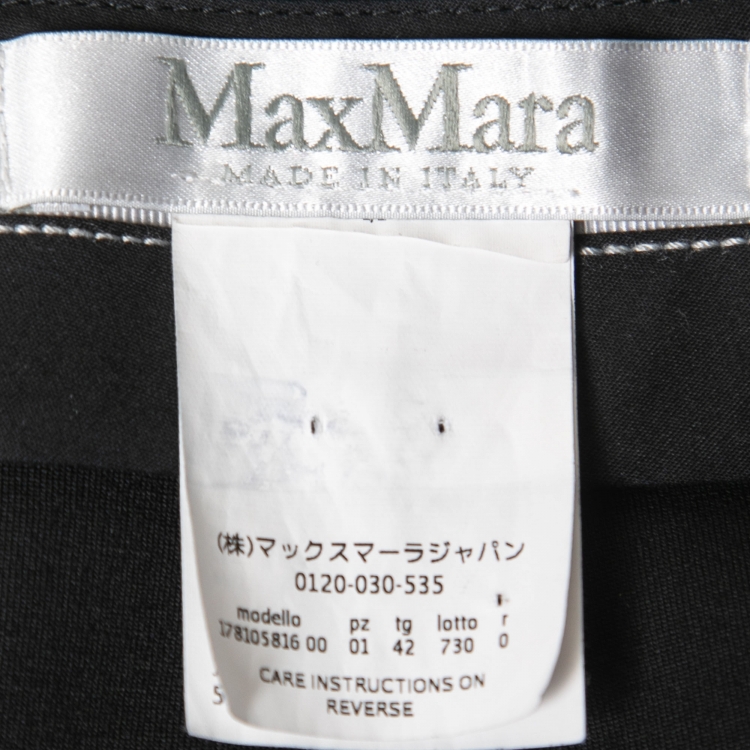 MaxMara
MADE IN ITALY
(株)マックスマーラジャパン
0120-030-535
modello pz tg lotto r
178105816 00 01 42 730 0
CARE INSTRUCTIONS ON
REVERSE
5